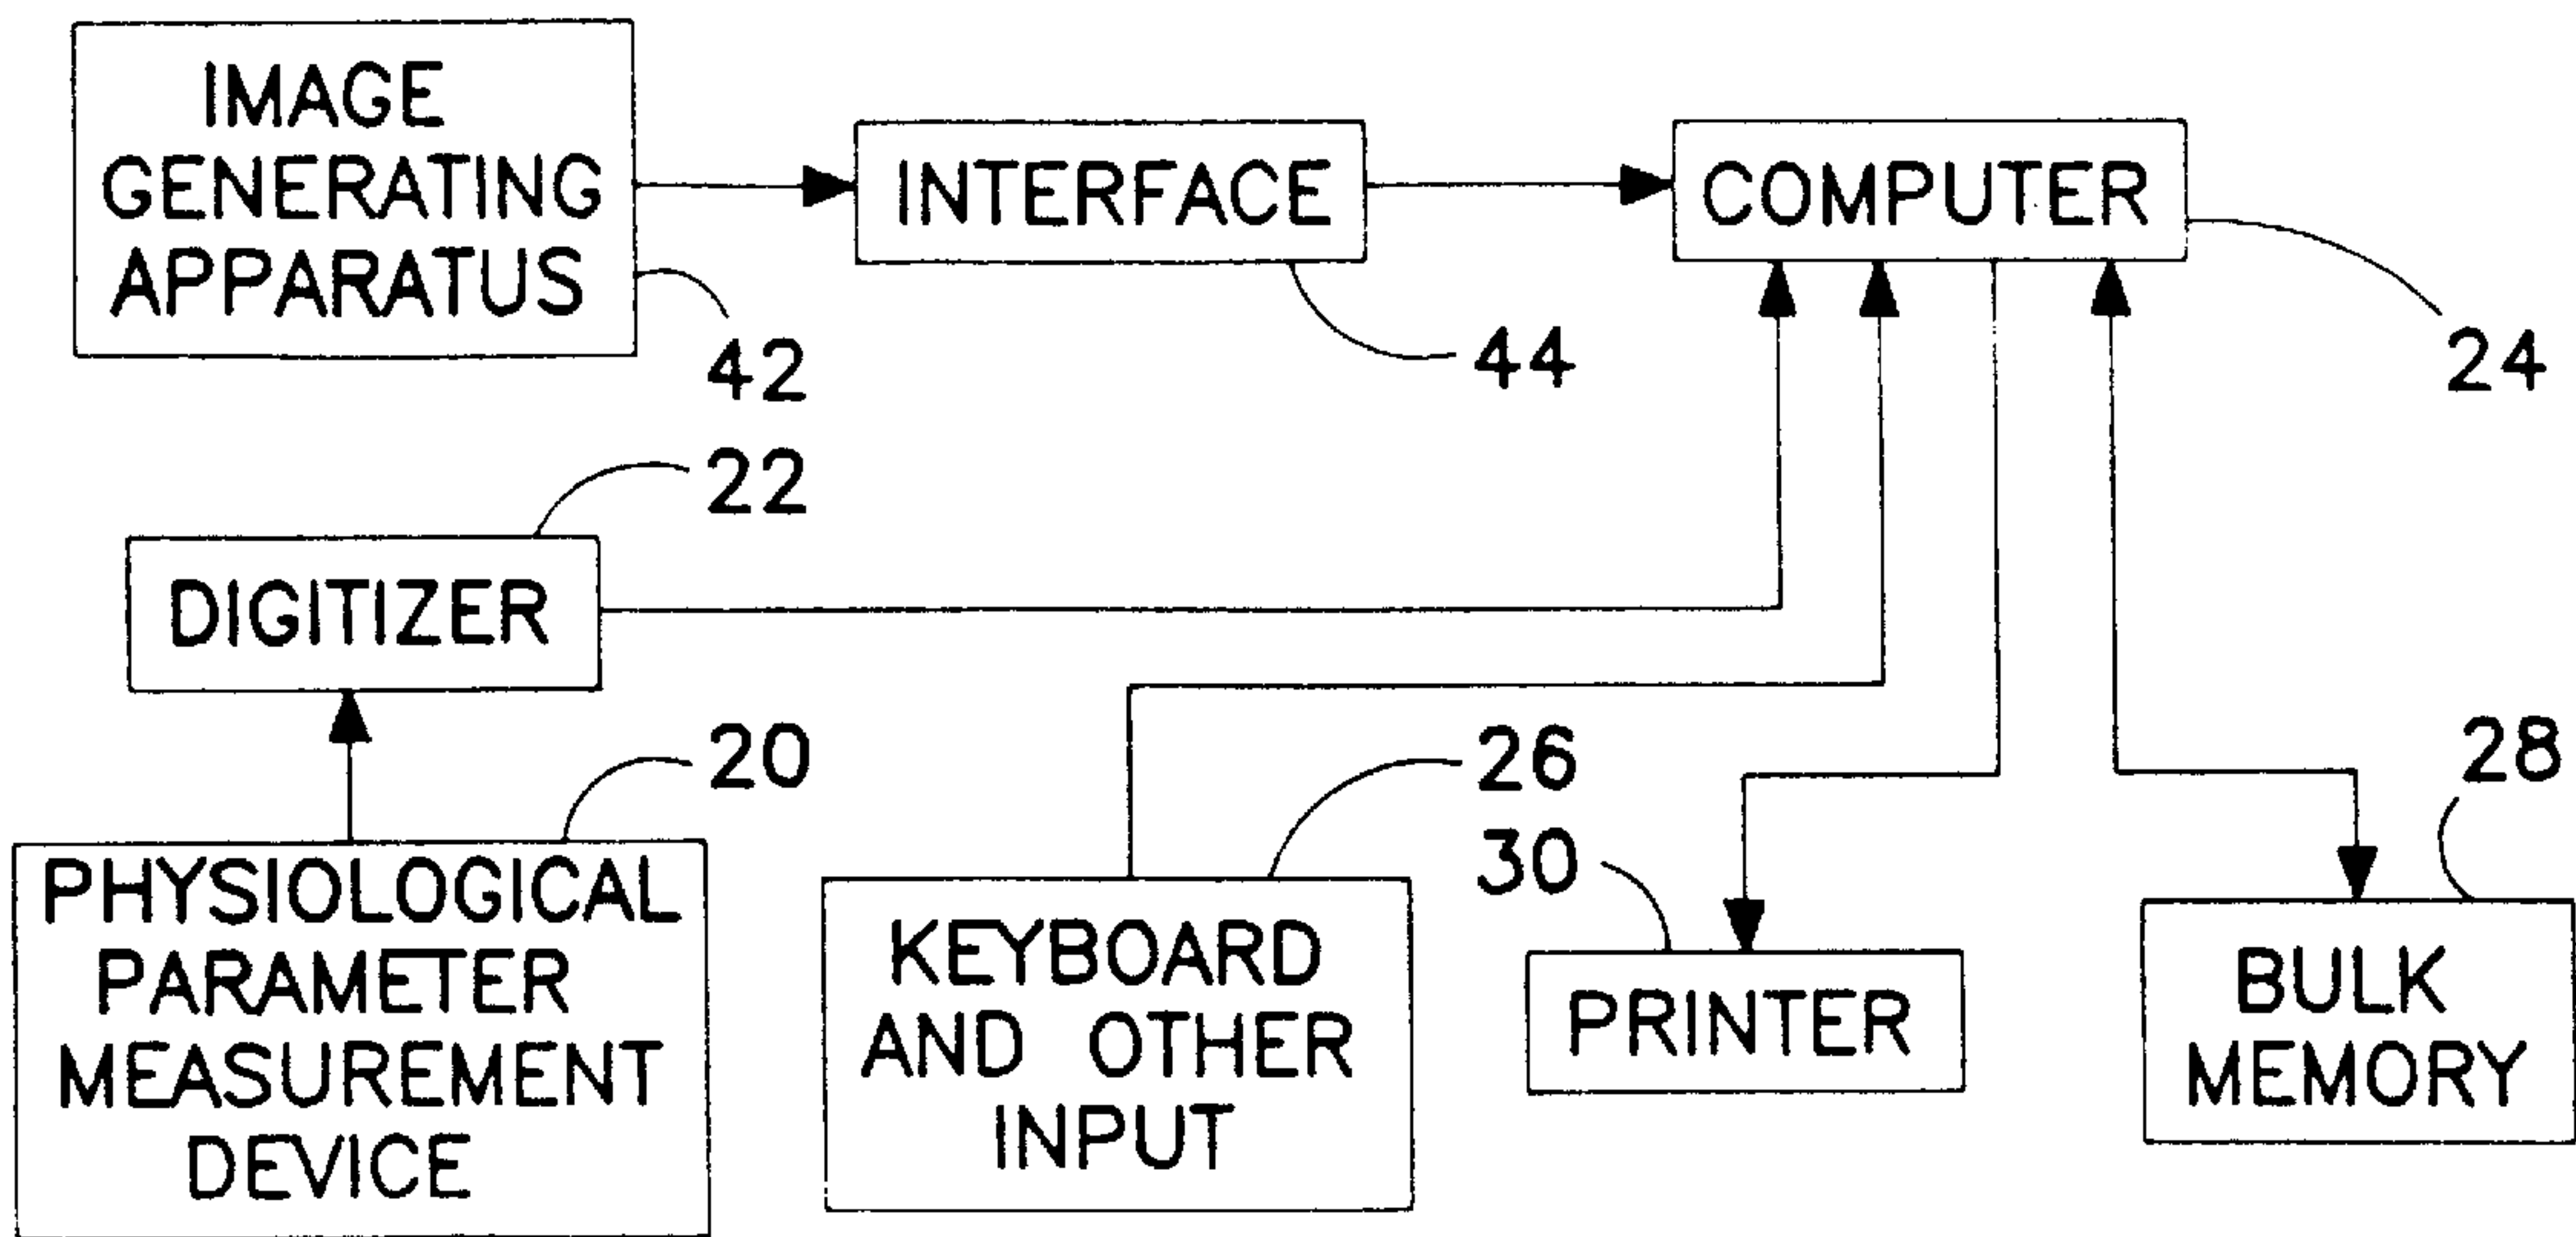 IMAGE
GENERATING
APPARATUS
42
INTERFACE
44
COMPUTER
24
22
DIGITIZER
20
PHYSIOLOGICAL
PARAMETER
MEASUREMENT
DEVICE
26
KEYBOARD
AND OTHER
INPUT
30
PRINTER
28
BULK
MEMORY